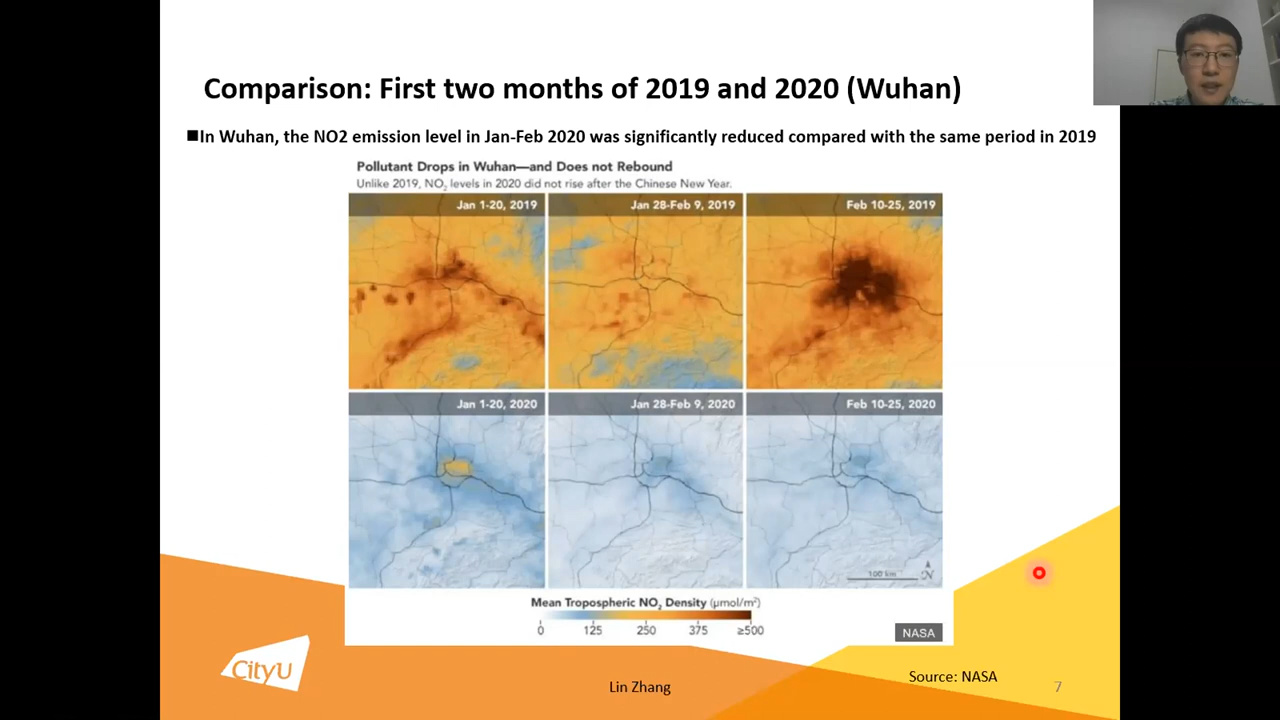 Comparison: First two months of 2019 and 2020 (Wuhan)
■In Wuhan, the NO2 emission level in Jan-Feb 2020 was significantly reduced compared with the same period in 2019
Pollutant Drops in Wuhan—and Does not Rebound
Unlike 2019, NO₂ levels in 2020 did not rise after the Chinese New Year.
Jan 1-20, 2019
Jan 28-Feb 9, 2019
Feb 10-25, 2019
Jan 1-20, 2020
Jan 28-Feb 9, 2020
Feb 10-25, 2020
100 km
N
Mean Tropospheric NO₂ Density (µmol/m²)
0 125 250 375 ≥500
NASA
CityU
Lin Zhang
Source: NASA
7